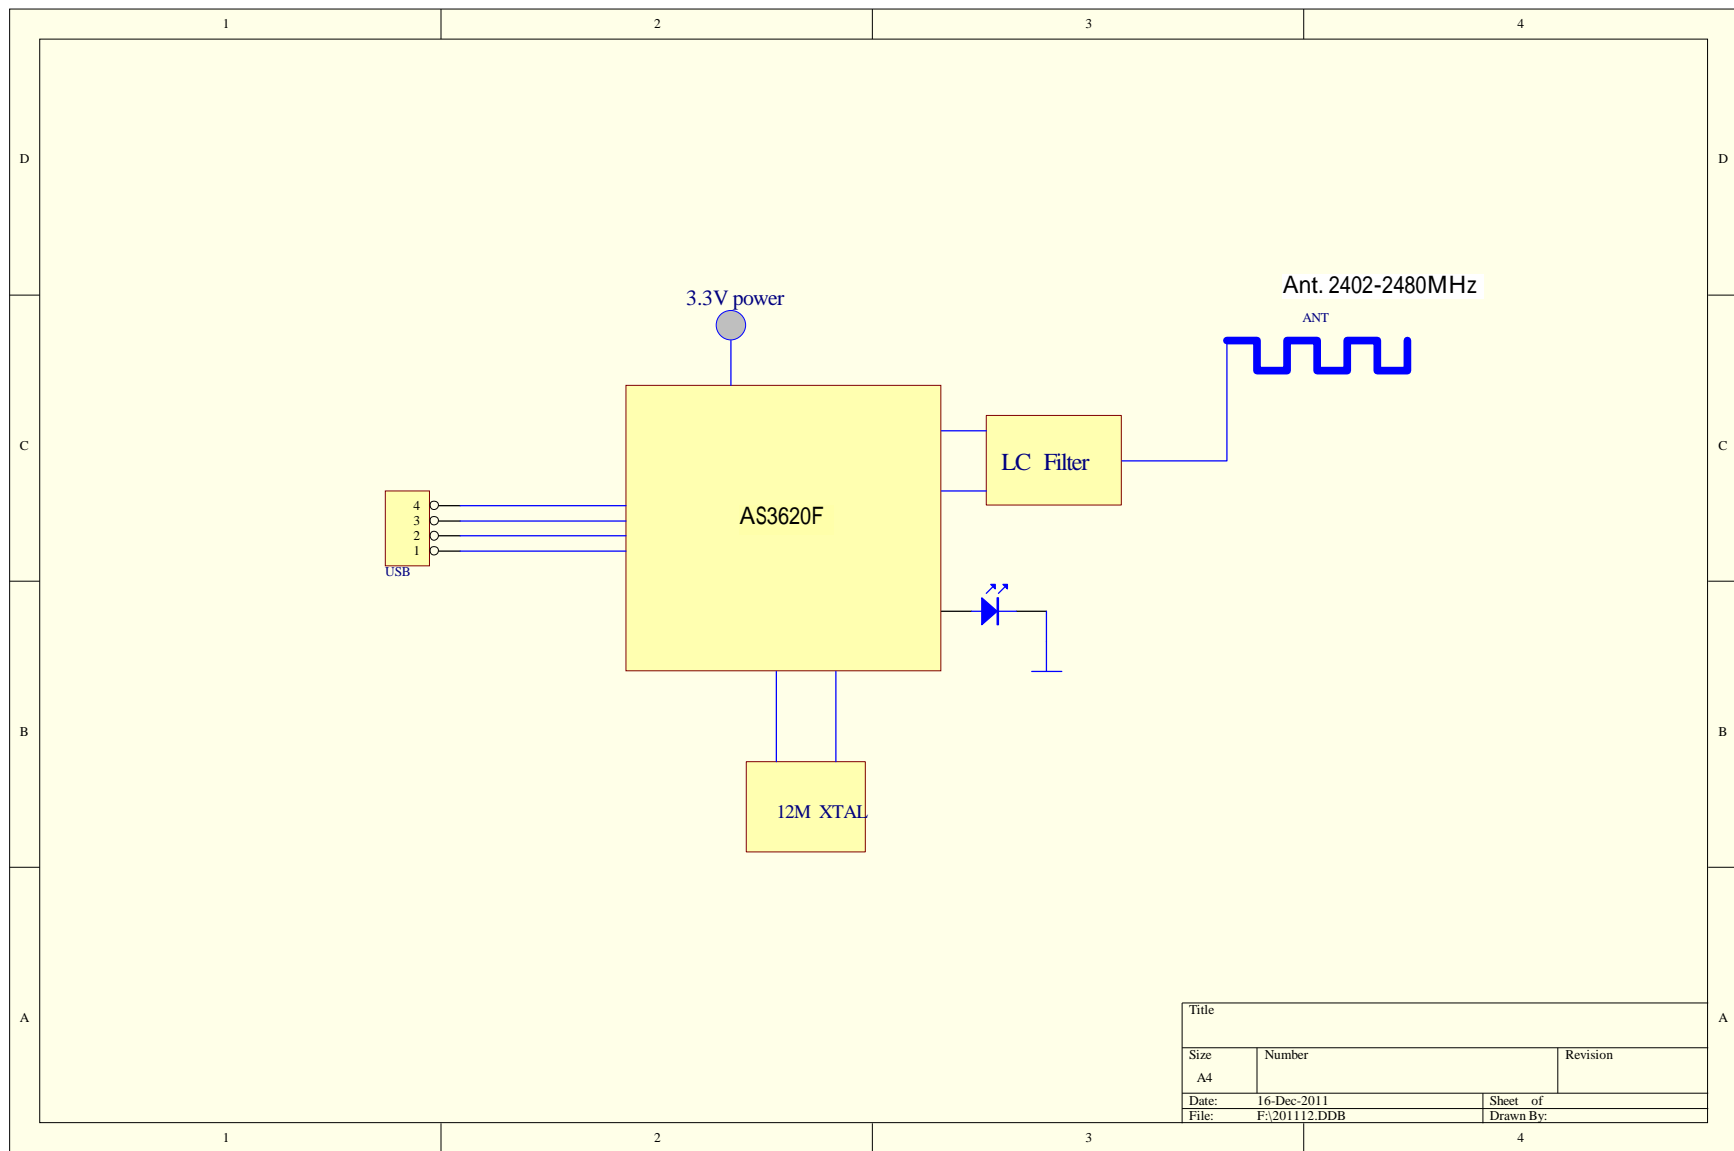 1 2 3 4
D D
Ant. 2402-2480MHz
3.3V power
ANT
C C
LC Filter
AS3620F
4
3
2
1
USB
B B
12M XTAL
A A
Title
Size Number Revision
A4
Date: 16-Dec-2011 Sheet of
File: F:\201112.DDB Drawn By:
1 2 3 4